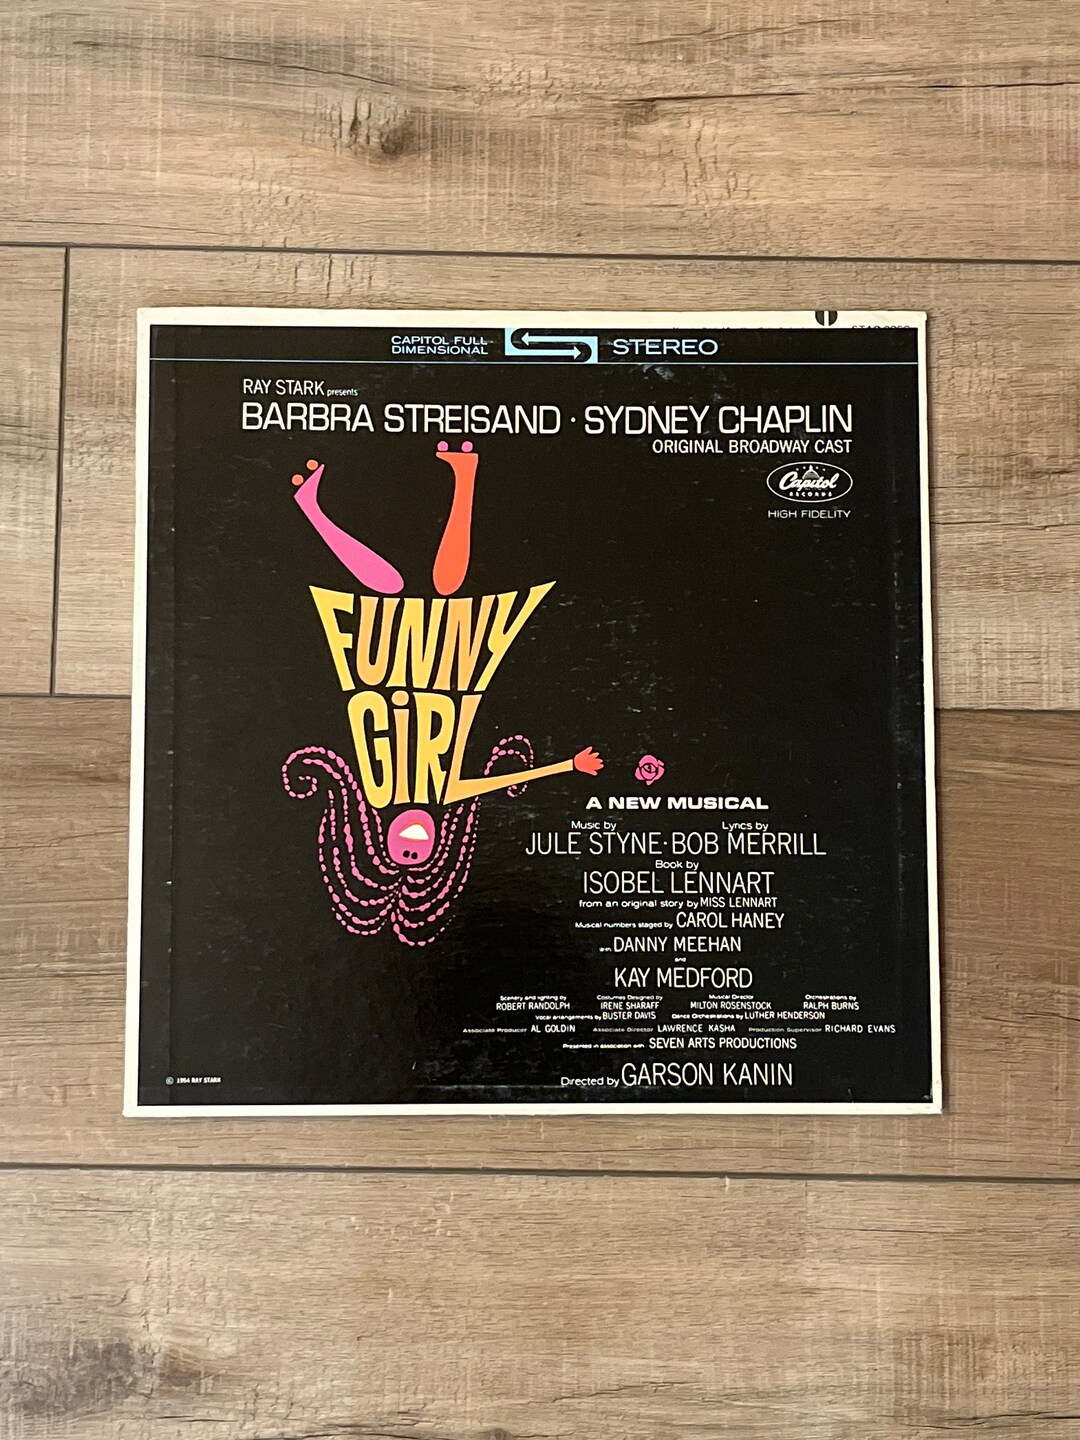 CAPITOL FULL-
DIMENSIONAL
STEREO
RAY STARK presents
BARBRA STREISAND · SYDNEY CHAPLIN
ORIGINAL BROADWAY CAST
Capitol
RECORDS
HIGH FIDELITY
FUNNY
GiRL
A NEW MUSICAL
Music by Lyrics by
JULE STYNE · BOB MERRILL
Book by
ISOBEL LENNART
from an original story by MISS LENNART
Musical numbers staged by CAROL HANEY
with DANNY MEEHAN
and
KAY MEDFORD
Scenery and lighting by Costumes Designed by Musical Director Orchestrations by
ROBERT RANDOLPH IRENE SHARAFF MILTON ROSENSTOCK RALPH BURNS
Vocal arrangements by BUSTER DAVIS Dance Orchestrations by LUTHER HENDERSON
Associate Producer AL GOLDIN Associate Director LAWRENCE KASHA Production Supervisor RICHARD EVANS
Presented in association with SEVEN ARTS PRODUCTIONS
Directed by GARSON KANIN
© 1964 RAY STARK